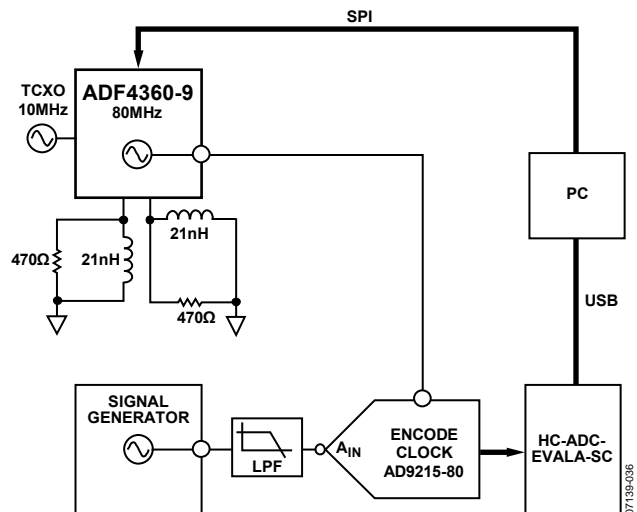 SPI
TCXO
10MHz
ADF4360-9
80MHz
PC
21nH
470Ω
21nH
470Ω
USB
SIGNAL
GENERATOR
LPF
AIN
ENCODE
CLOCK
AD9215-80
HC-ADC-
EVALA-SC
07139-036